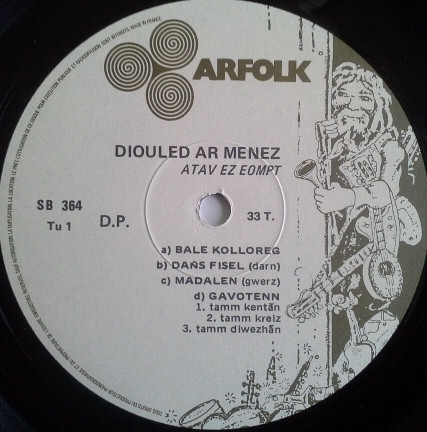 ARFOLK
DIOULED AR MENEZ
ATAV EZ EOMPT
SB 364
Tu 1
D.P.
33 T.
a) BALE KOLLOREG
b) DANS FISEL (darn)
c) MADALEN (gwerz)
d) GAVOTENN
1. tamm kentañ
2. tamm kreiz
3. tamm diwezhañ